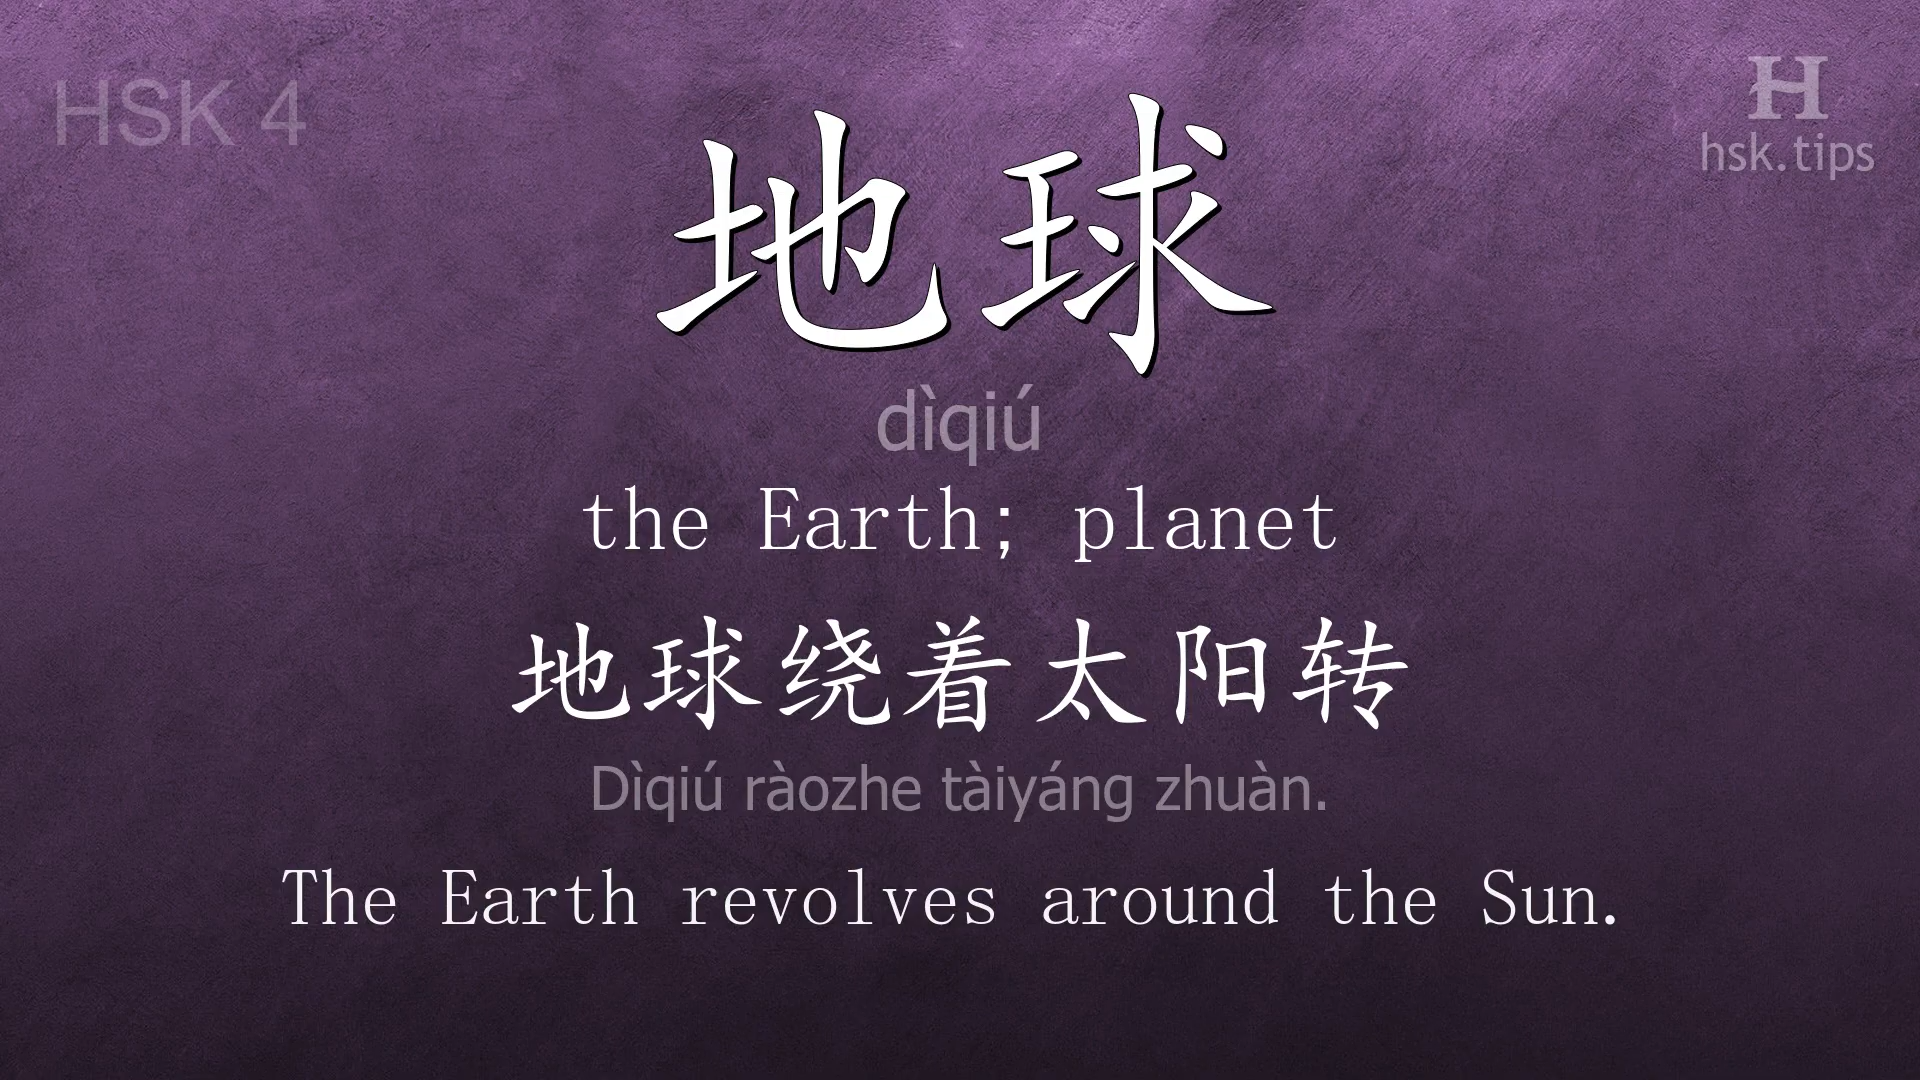 HSK 4
H
hsk.tips
地球
dìqiú
the Earth; planet
地球绕着太阳转
Dìqiú ràozhe tàiyáng zhuàn.
The Earth revolves around the Sun.